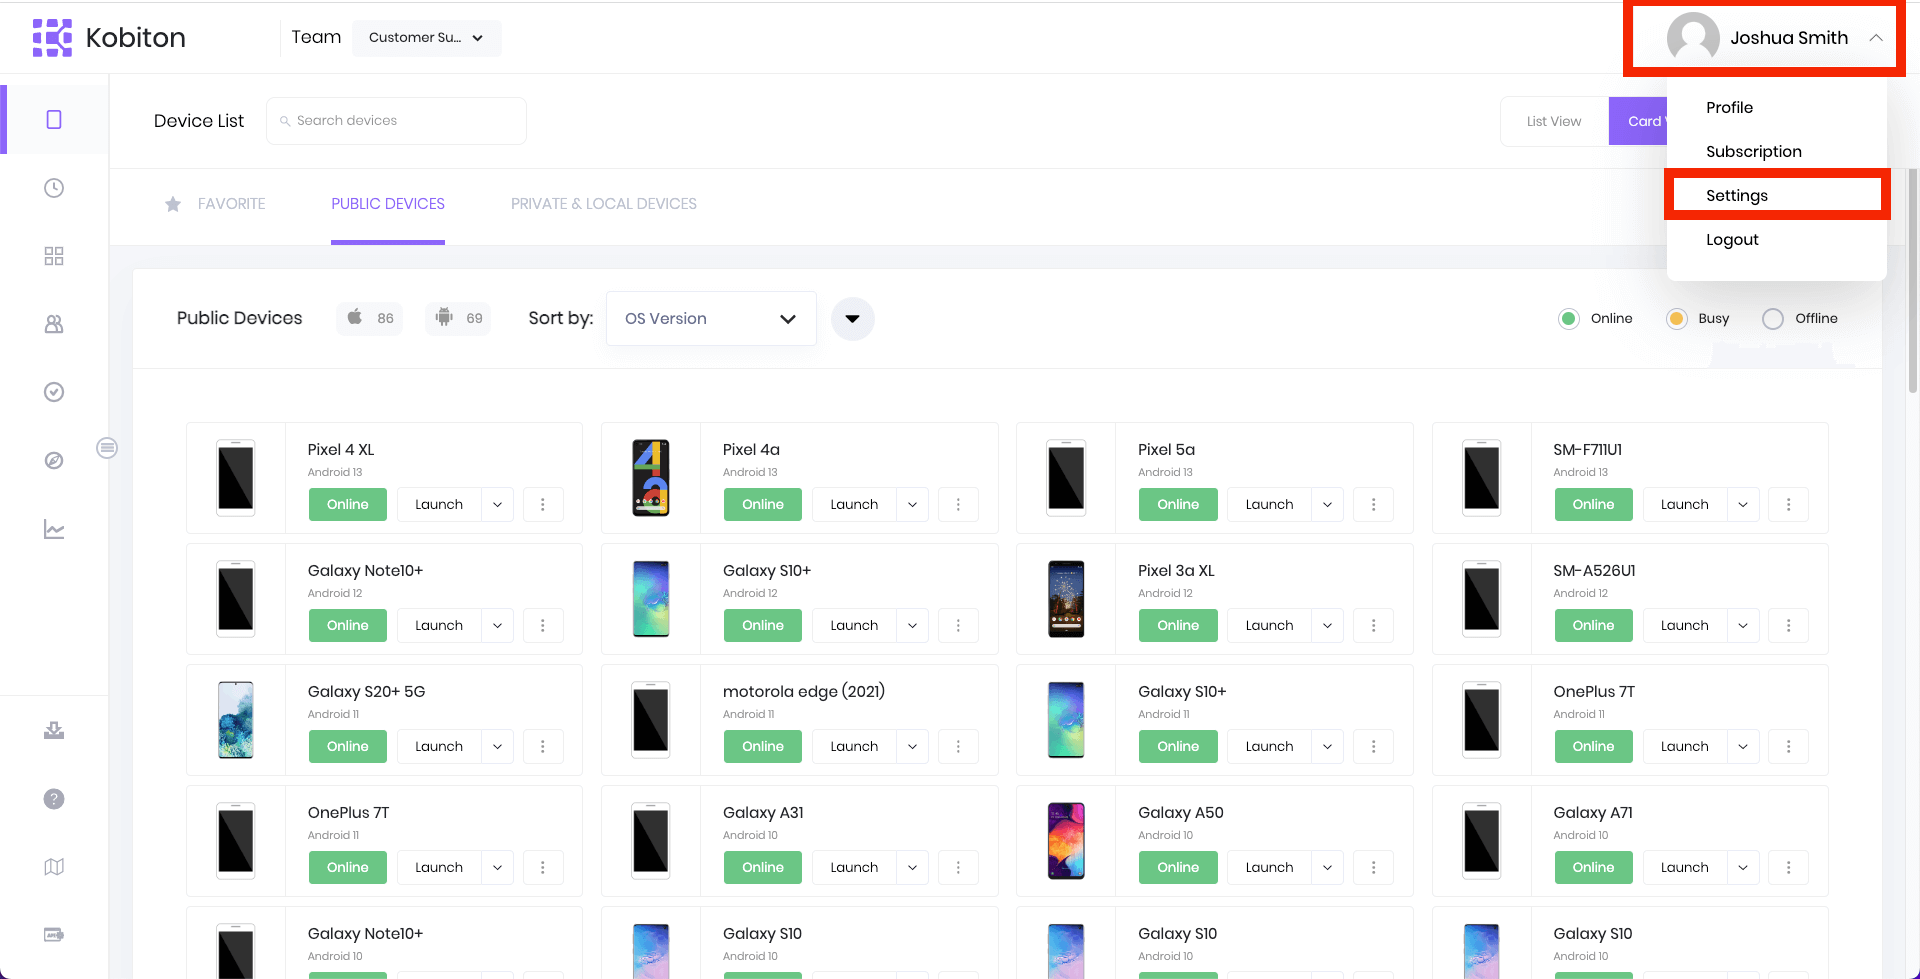 Kobiton
Team
Customer Su...
Joshua Smith
Profile
Subscription
Settings
Logout
Device List
Search devices
List View
Card
FAVORITE
PUBLIC DEVICES
PRIVATE & LOCAL DEVICES
Public Devices
86
69
Sort by:
OS Version
Online
Busy
Offline
Pixel 4 XL
Android 13
Online
Launch
Pixel 4a
Android 13
Online
Launch
Pixel 5a
Android 13
Online
Launch
SM-F711U1
Android 13
Online
Launch
Galaxy Note10+
Android 12
Online
Launch
Galaxy S10+
Android 12
Online
Launch
Pixel 3a XL
Android 12
Online
Launch
SM-A526U1
Android 12
Online
Launch
Galaxy S20+ 5G
Android 11
Online
Launch
motorola edge (2021)
Android 11
Online
Launch
Galaxy S10+
Android 11
Online
Launch
OnePlus 7T
Android 11
Online
Launch
OnePlus 7T
Android 11
Online
Launch
Galaxy A31
Android 10
Online
Launch
Galaxy A50
Android 10
Online
Launch
Galaxy A71
Android 10
Online
Launch
Galaxy Note10+
Android 10
Galaxy S10
Android 10
Galaxy S10
Android 10
Galaxy S10
Android 10